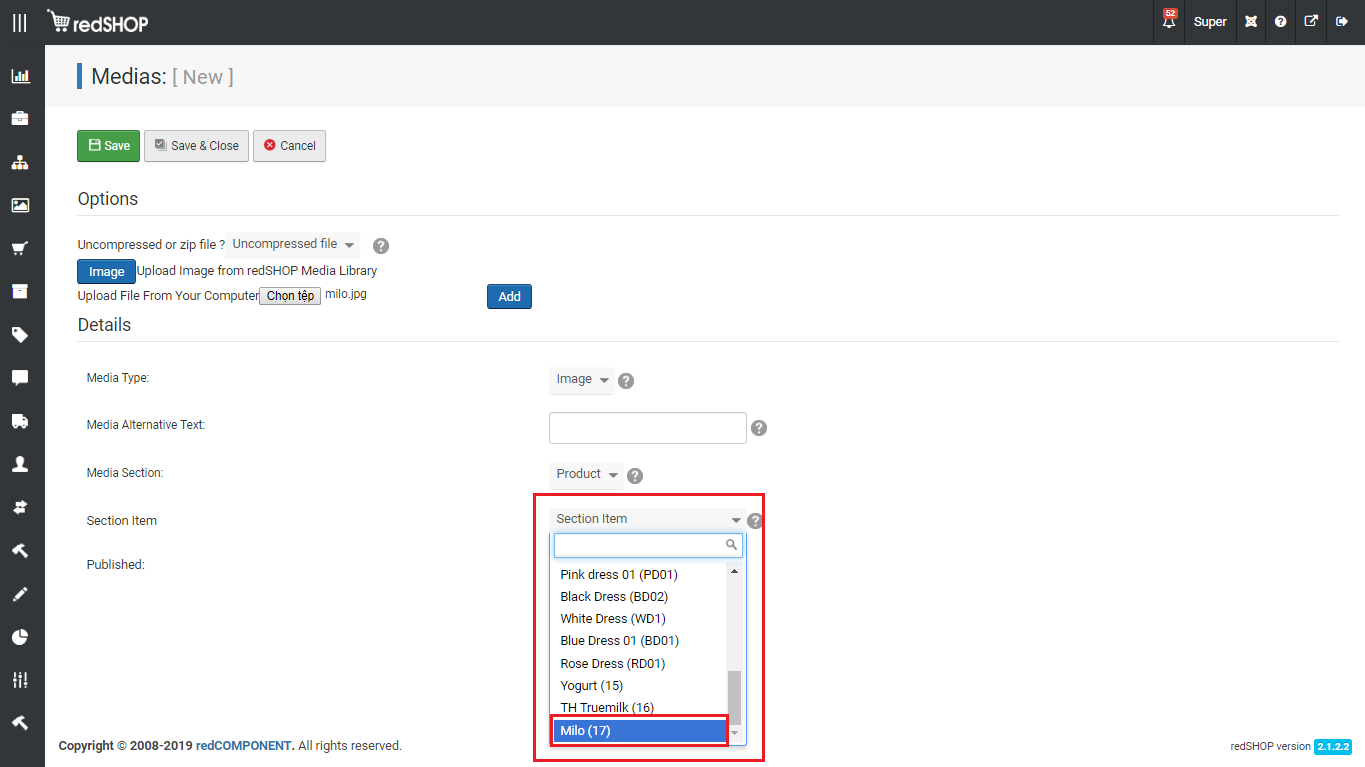 redSHOP
52
Super
Medias: [ New ]
Save
Save & Close
Cancel
Options
Uncompressed or zip file ? Uncompressed file
Image Upload Image from redSHOP Media Library
Upload File From Your Computer Chọn tệp milo.jpg Add
Details
Media Type: Image
Media Alternative Text:
Media Section: Product
Section Item Section Item
Published:
Pink dress 01 (PD01)
Black Dress (BD02)
White Dress (WD1)
Blue Dress 01 (BD01)
Rose Dress (RD01)
Yogurt (15)
TH Truemilk (16)
Milo (17)
Copyright © 2008-2019 redCOMPONENT. All rights reserved.
redSHOP version 2.1.2.2